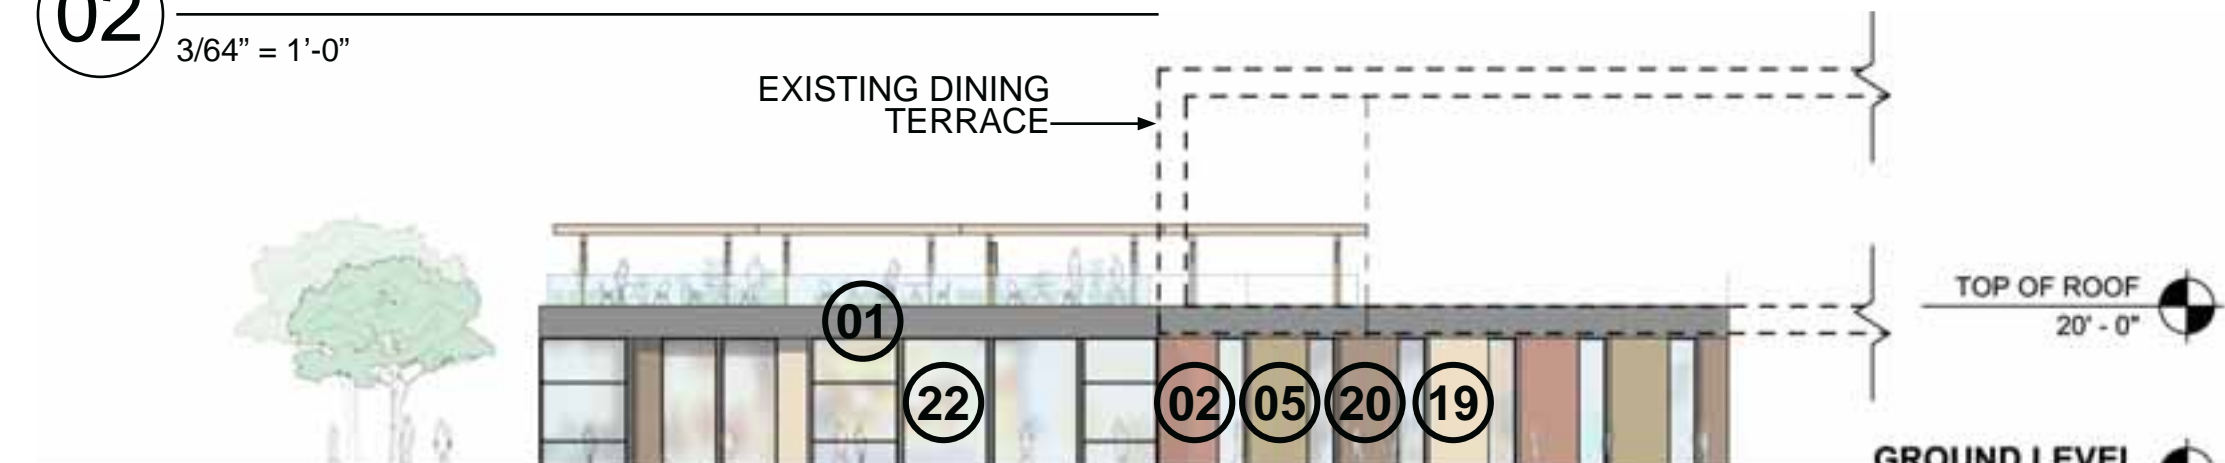 02
3/64” = 1’-0”
EXISTING DINING
TERRACE
TOP OF ROOF
20' - 0"
01
22
02
05
20
19
GROUND LEVEL